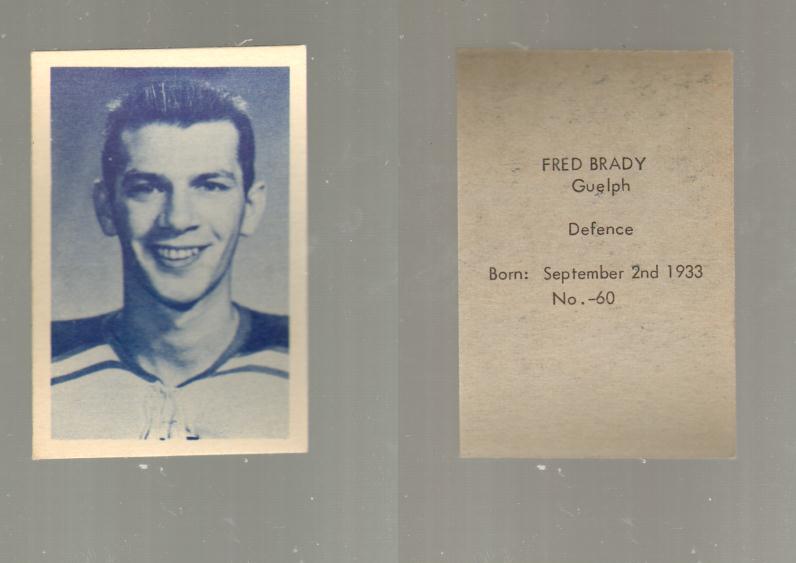 FRED BRADY
Guelph
Defence
Born: September 2nd 1933
No.-60